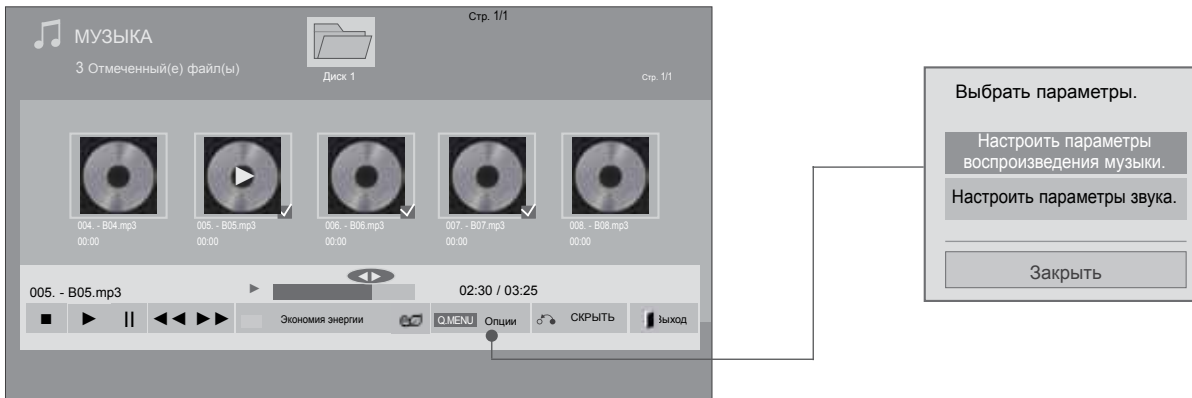 Стр. 1/1
МУЗЫКА
3 Отмеченный(е) файл(ы)
Диск 1
Стр. 1/1
004. - B04.mp3
00:00
005. - B05.mp3
00:00
006. - B06.mp3
00:00
007. - B07.mp3
00:00
008. - B08.mp3
00:00
005. - B05.mp3
02:30 / 03:25
Экономия энергии
Q.MENU Опции
СКРЫТЬ
Выход
Выбрать параметры.
Настроить параметры
воспроизведения музыки.
Настроить параметры звука.
Закрыть